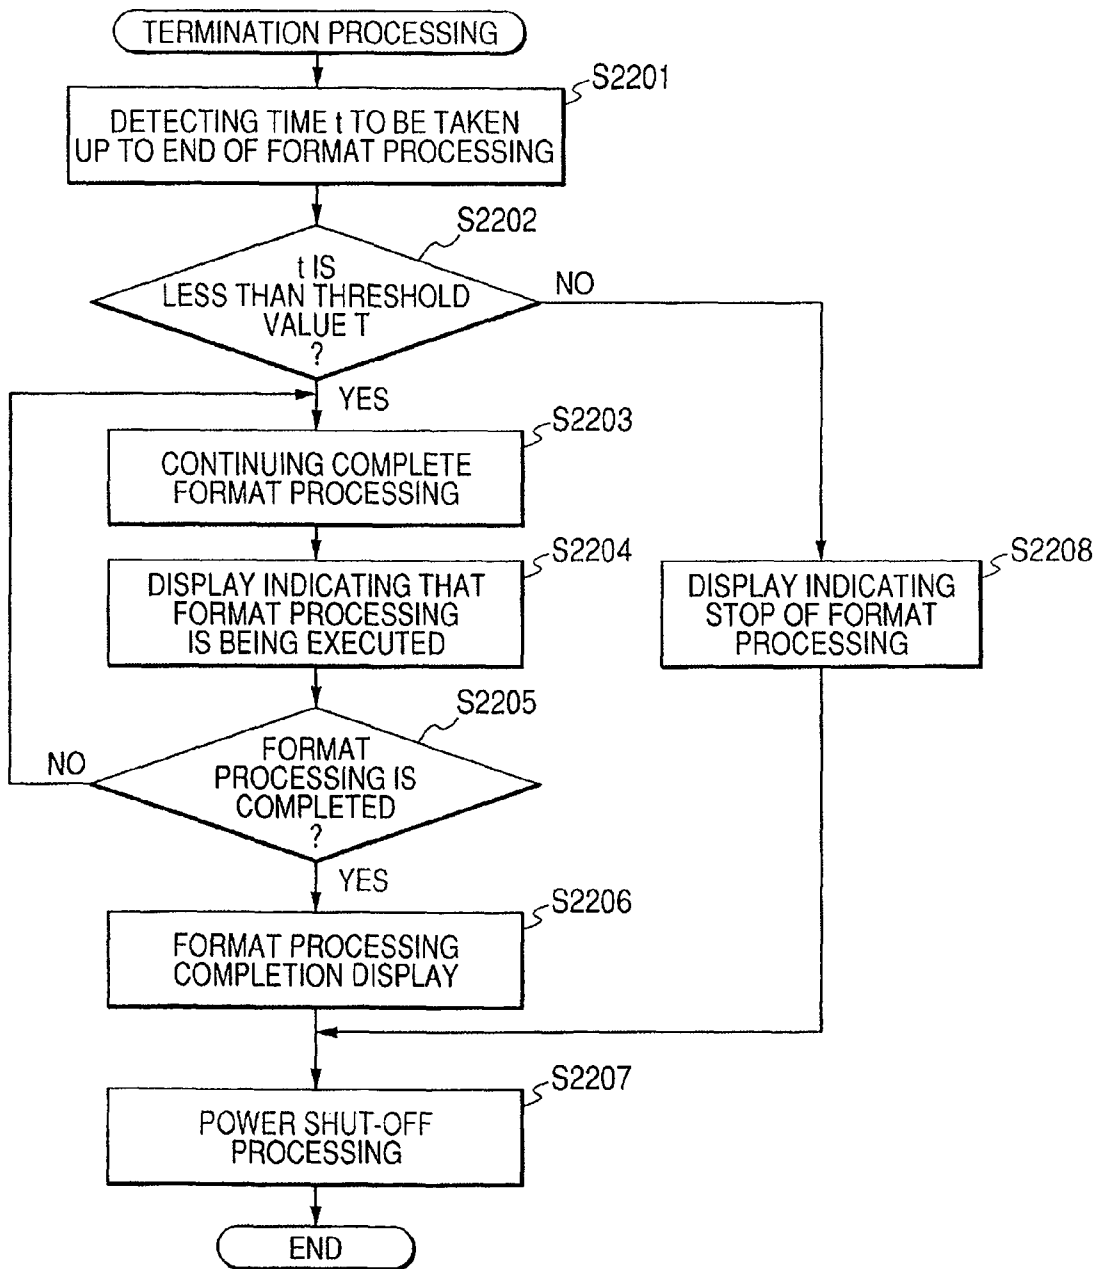 TERMINATION PROCESSING
S2201
DETECTING TIME t TO BE TAKEN
UP TO END OF FORMAT PROCESSING
S2202
t IS
LESS THAN THRESHOLD
VALUE T
?
NO
YES
S2203
CONTINUING COMPLETE
FORMAT PROCESSING
S2204
DISPLAY INDICATING THAT
FORMAT PROCESSING
IS BEING EXECUTED
S2208
DISPLAY INDICATING
STOP OF FORMAT
PROCESSING
S2205
FORMAT
PROCESSING IS
COMPLETED
?
NO
YES
S2206
FORMAT PROCESSING
COMPLETION DISPLAY
S2207
POWER SHUT-OFF
PROCESSING
END